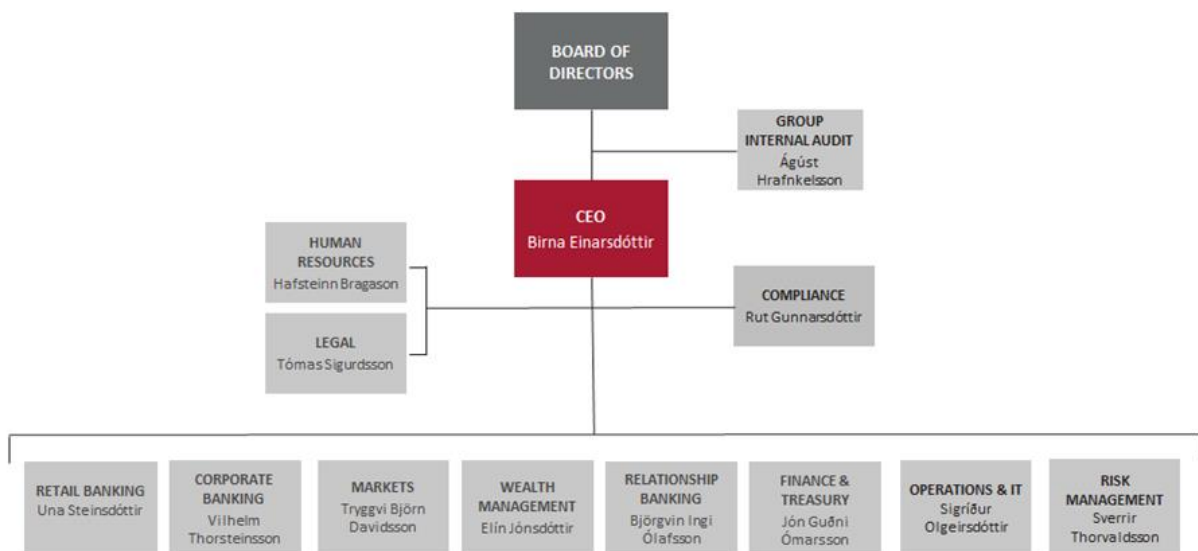 BOARD OF
DIRECTORS
GROUP
INTERNAL AUDIT
Ágúst
Hrafnkelsson
CEO
Birna Einarsdóttir
HUMAN
RESOURCES
Hafsteinn Bragason
COMPLIANCE
Rut Gunnarsdóttir
LEGAL
Tómas Sigurdsson
RETAIL BANKING
Una Steinsdóttir
CORPORATE
BANKING
Vilhelm
Thorsteinsson
MARKETS
Tryggvi Björn
Davidsson
WEALTH
MANAGEMENT
Elín Jónsdóttir
RELATIONSHIP
BANKING
Björgvin Ingi
Ólafsson
FINANCE &
TREASURY
Jón Guðni
Ómarsson
OPERATIONS & IT
Sigríður
Olgeirsdóttir
RISK
MANAGEMENT
Sverrir
Thorvaldsson